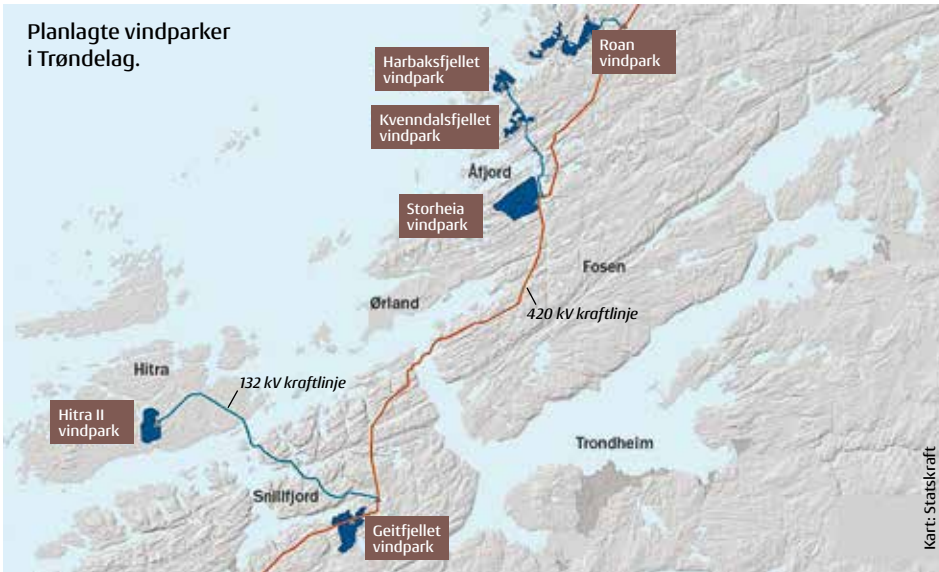 Planlagte vindparker
i Trøndelag.
Roan
vindpark
Harbaksfjellet
vindpark
Kvenndalsfjellet
vindpark
Åfjord
Storheia
vindpark
Fosen
Ørland
420 kV kraftlinje
Hitra
132 kV kraftlinje
Hitra II
vindpark
Trondheim
Snillfjord
Geitfjellet
vindpark
Kart: Statskraft